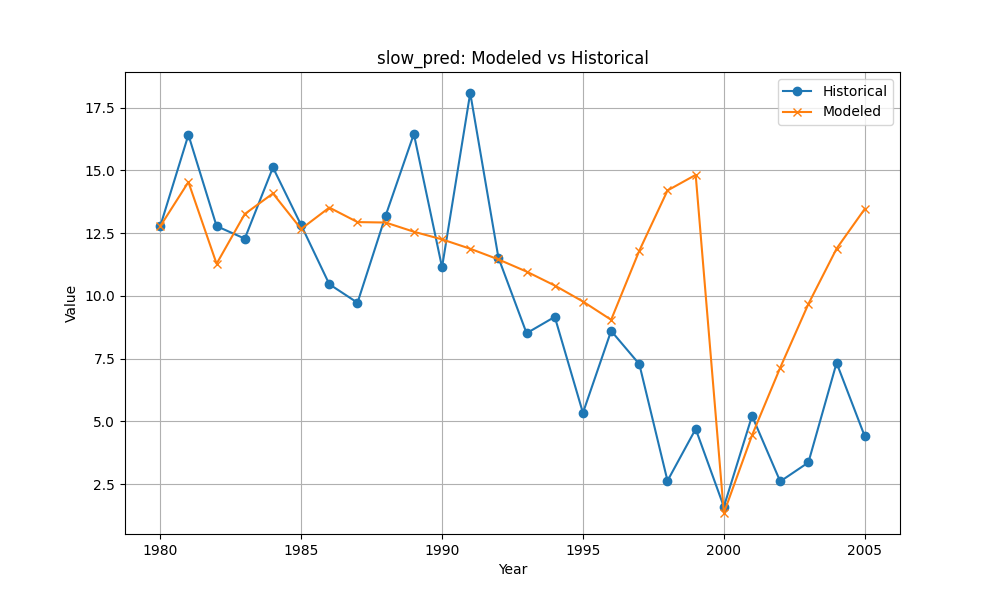 slow_pred: Modeled vs Historical
Historical
Modeled
17.5
15.0
12.5
10.0
7.5
5.0
2.5
Value
1980
1985
1990
1995
2000
2005
Year